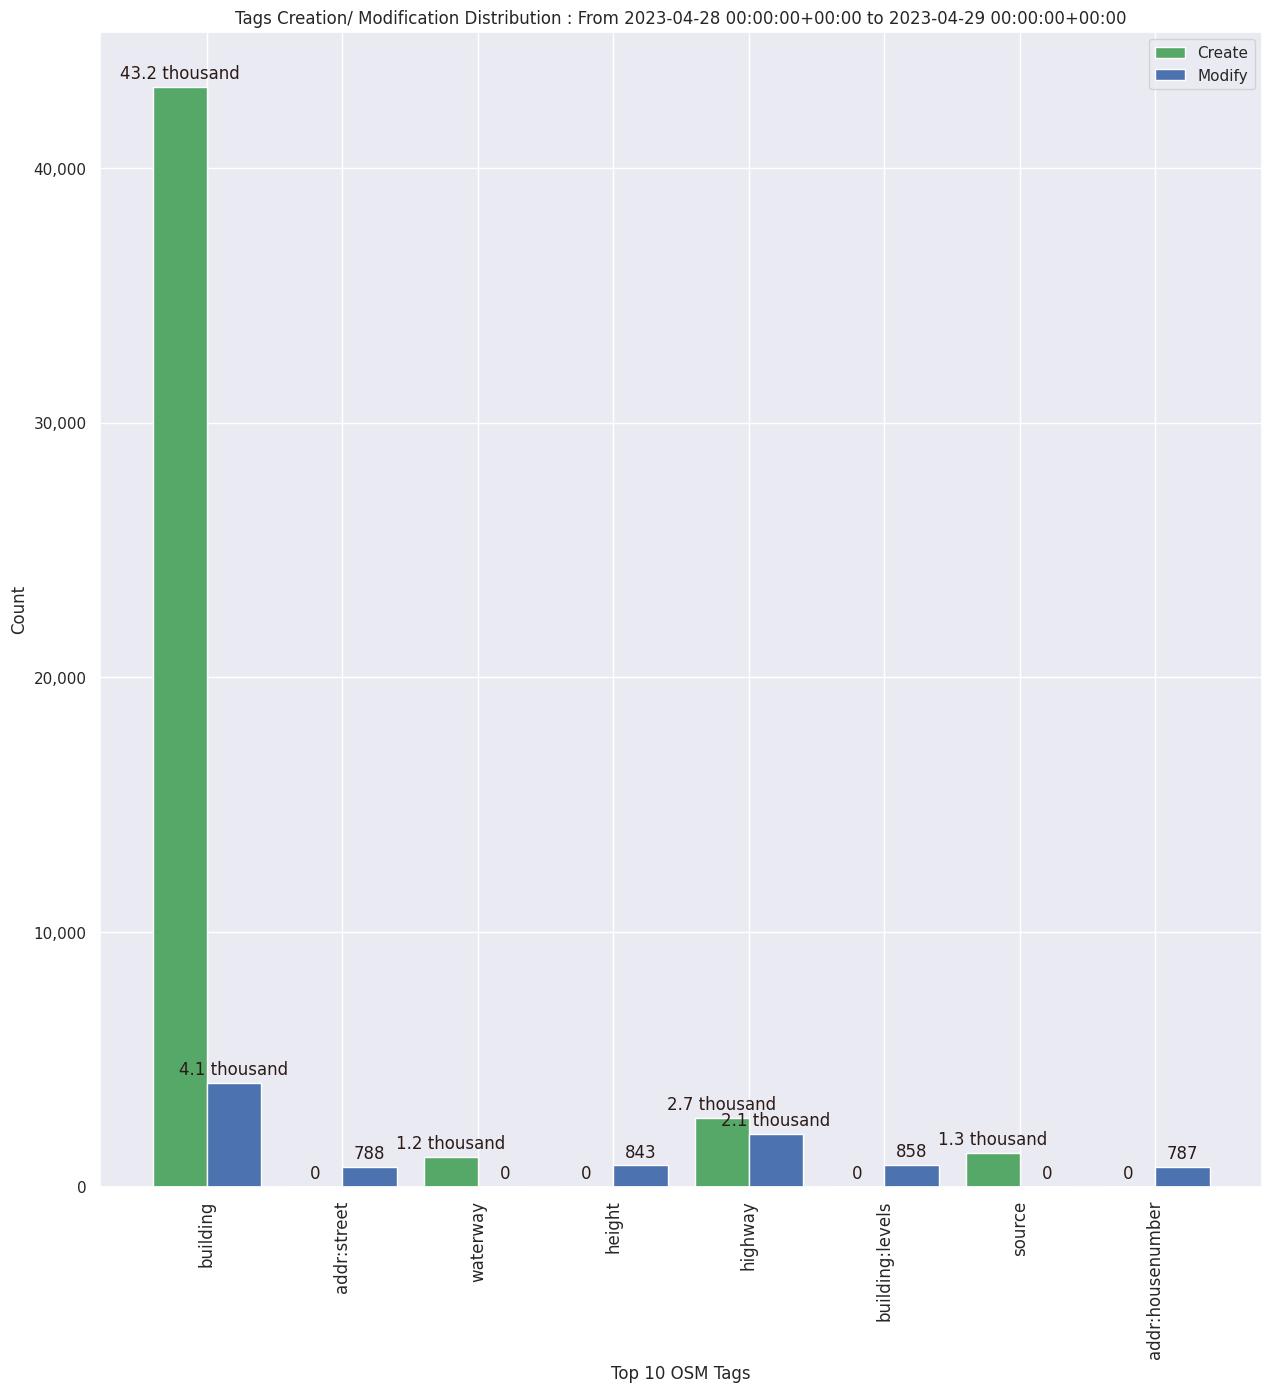 Tags Creation/ Modification Distribution : From 2023-04-28 00:00:00+00:00 to 2023-04-29 00:00:00+00:00
Create
Modify
43.2 thousand
4.1 thousand
0
788
1.2 thousand
0
0
843
2.7 thousand
2.1 thousand
0
858
1.3 thousand
0
0
787
40,000
30,000
20,000
10,000
0
Count
building
addr:street
waterway
height
highway
building:levels
source
addr:housenumber
Top 10 OSM Tags